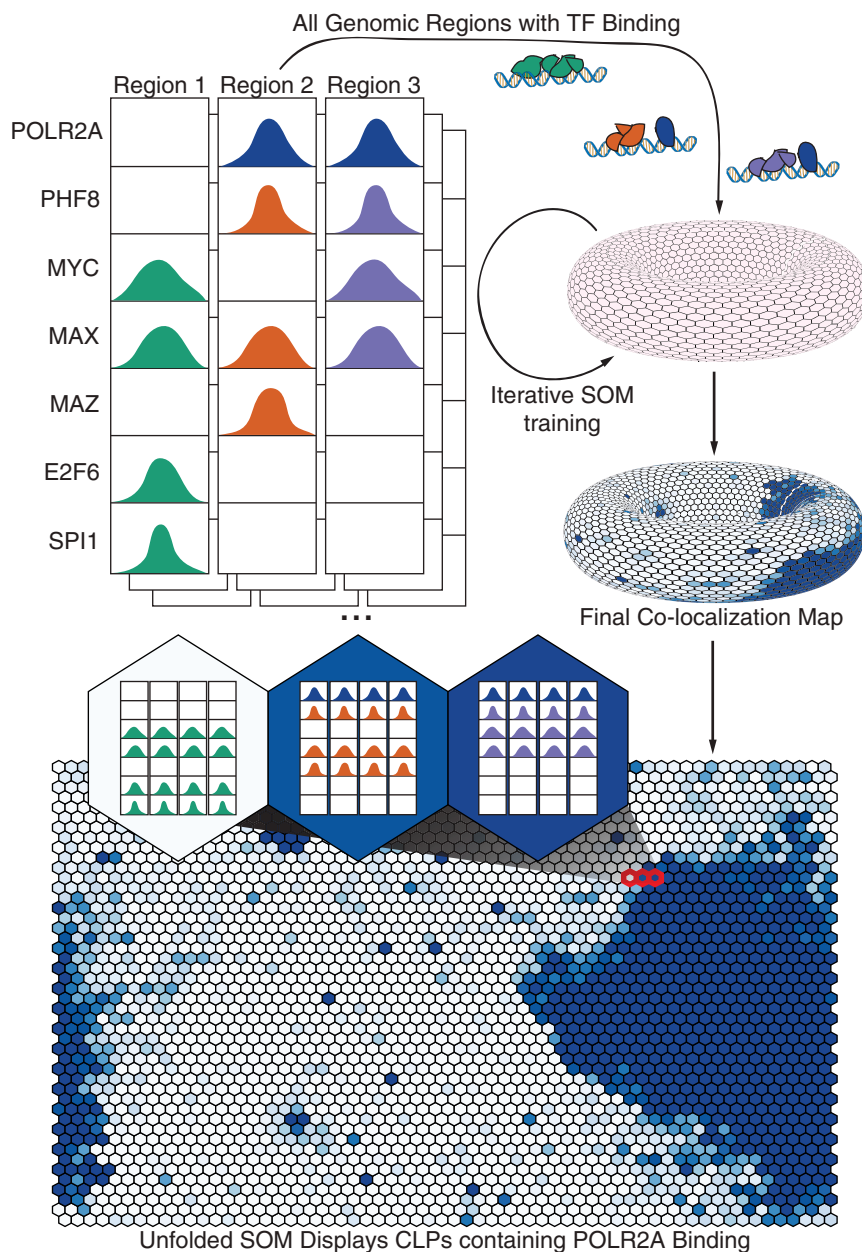 All Genomic Regions with TF Binding
Region 1 Region 2 Region 3
POLR2A
PHF8
MYC
MAX
MAZ
E2F6
SPI1
...
Iterative SOM
training
Final Co-localization Map
Unfolded SOM Displays CLPs containing POLR2A Binding